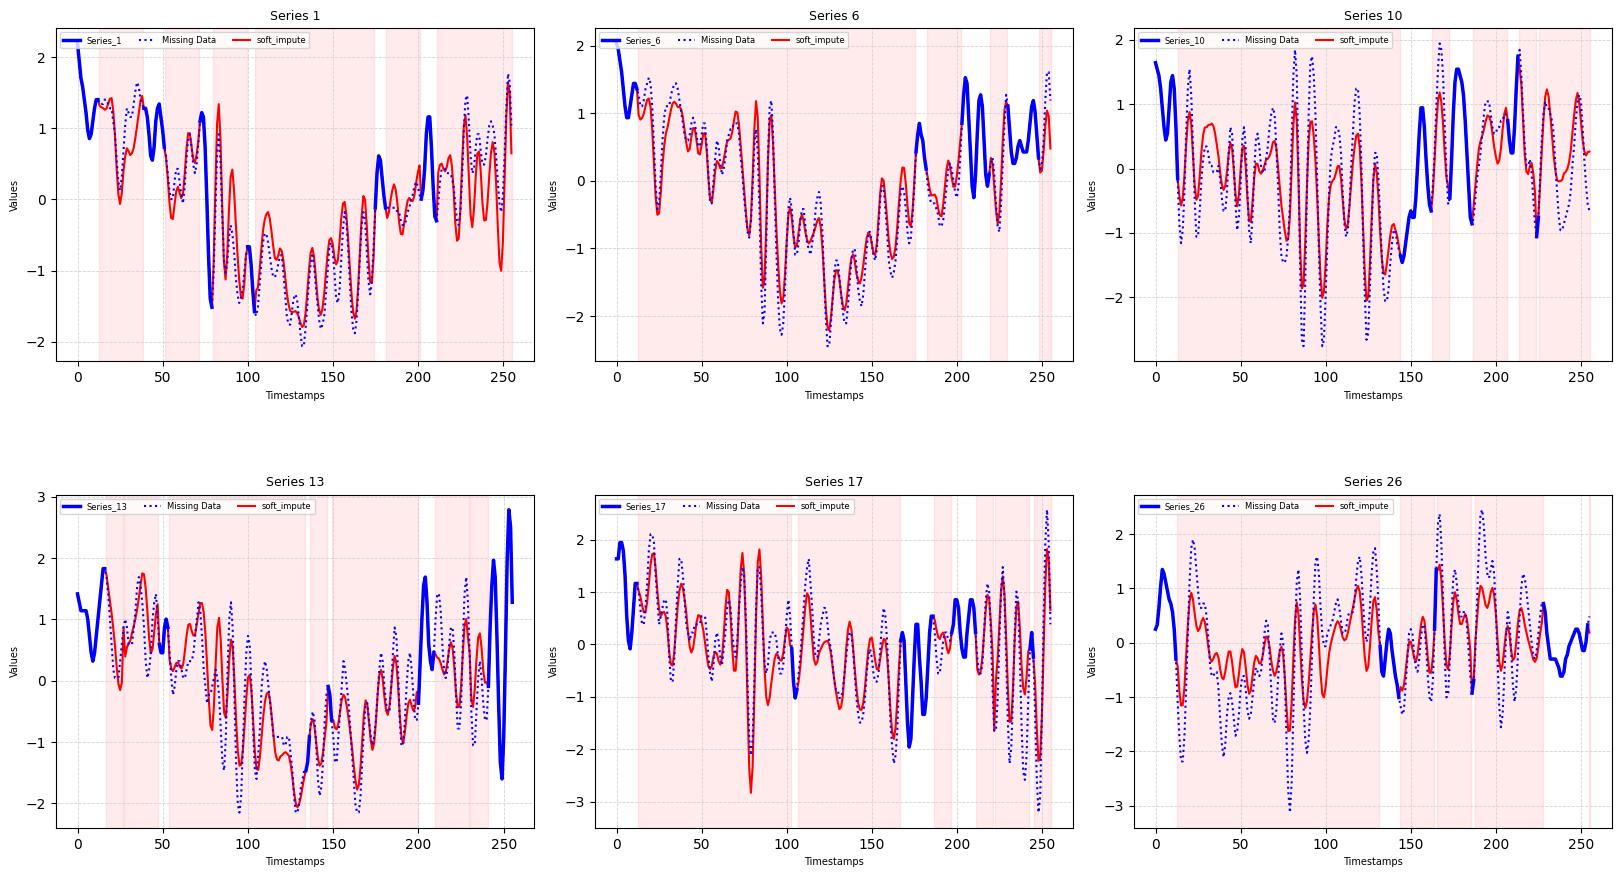 Series 1
Series_1 Missing Data soft_impute
Values
2
1
0
−1
−2
0 50 100 150 200 250
Timestamps
Series 6
Series_6 Missing Data soft_impute
Values
2
1
0
−1
−2
0 50 100 150 200 250
Timestamps
Series 10
Series_10 Missing Data soft_impute
Values
2
1
0
−1
−2
0 50 100 150 200 250
Timestamps
Series 13
Series_13 Missing Data soft_impute
Values
3
2
1
0
−1
−2
0 50 100 150 200 250
Timestamps
Series 17
Series_17 Missing Data soft_impute
Values
2
1
0
−1
−2
−3
0 50 100 150 200 250
Timestamps
Series 26
Series_26 Missing Data soft_impute
Values
2
1
0
−1
−2
−3
0 50 100 150 200 250
Timestamps